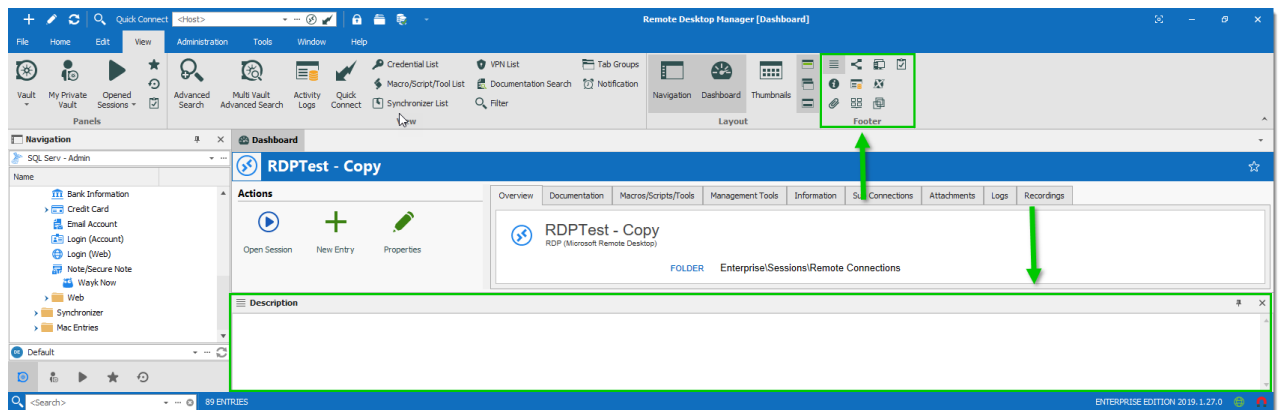 Quick Connect <Host> Remote Desktop Manager [Dashboard]
File Home Edit View Administration Tools Window Help
Vault
My Private Vault
Opened Sessions
Panels
Advanced Search
Multi Vault Advanced Search
Activity Logs
Quick Connect
Credential List
Macro/Script/Tool List
Synchronizer List
VPN List
Documentation Search
Filter
Tab Groups
Notification
View
Navigation
Dashboard
Thumbnails
Layout
Footer
Navigation
SQL Serv - Admin
Name
Bank Information
Credit Card
Email Account
Login (Account)
Login (Web)
Note/Secure Note
Wayk Now
Web
Synchronizer
Mac Entries
DE Default
<Search>
Dashboard
RDPTest - Copy
Actions
Open Session New Entry Properties
Overview Documentation Macros/Scripts/Tools Management Tools Information Sub Connections Attachments Logs Recordings
RDPTest - Copy
RDP (Microsoft Remote Desktop)
FOLDER Enterprise\Sessions\Remote Connections
Description
89 ENTRIES
ENTERPRISE EDITION 2019.1.27.0